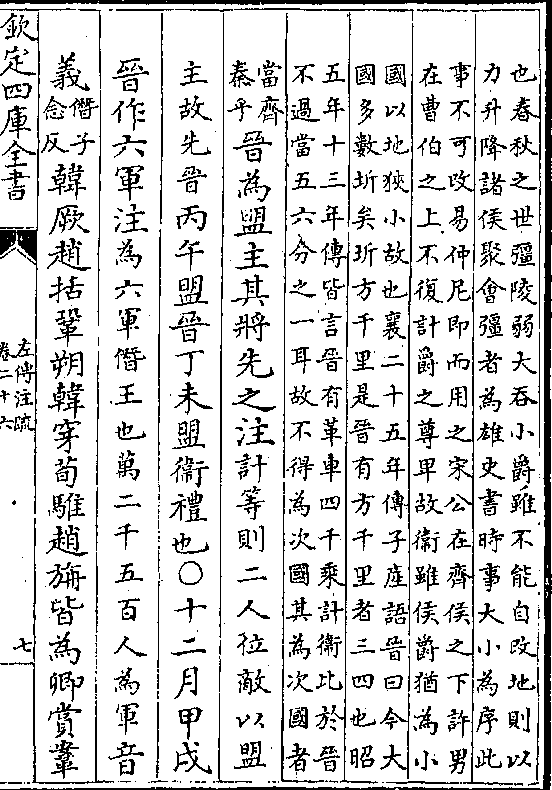 也春秋之世彊陵弱大吞小爵雖不能自改地則以
力升降諸侯聚會彊者為雄史書時事大小為序此
事不可改易仲尼即而用之宋公在齊侯之下許男
在曹伯之上不復計爵之尊卑故衛雖侯爵猶為小
國以地狹小故也襄二十五年傳子產語晉曰今大
國多數圻矣圻方千里是晉有方千里者三四也昭
五年十三年傳皆言晉有革車四千乘計衛比於晉
不過當五六分之一耳故不得為次國其為次國者
當齊
秦乎
晉為盟主其將先之注計等則二人位敵以盟
主故先晉丙午盟晉丁未盟衛禮也○十二月甲戌
晉作六軍注為六軍僭王也萬二千五百人為軍音
義僭子
念反
韓厥趙括鞏朔韓穿荀騅趙旃皆為卿賞鞌
欽定四庫全書
左傳注疏
卷二十六
七